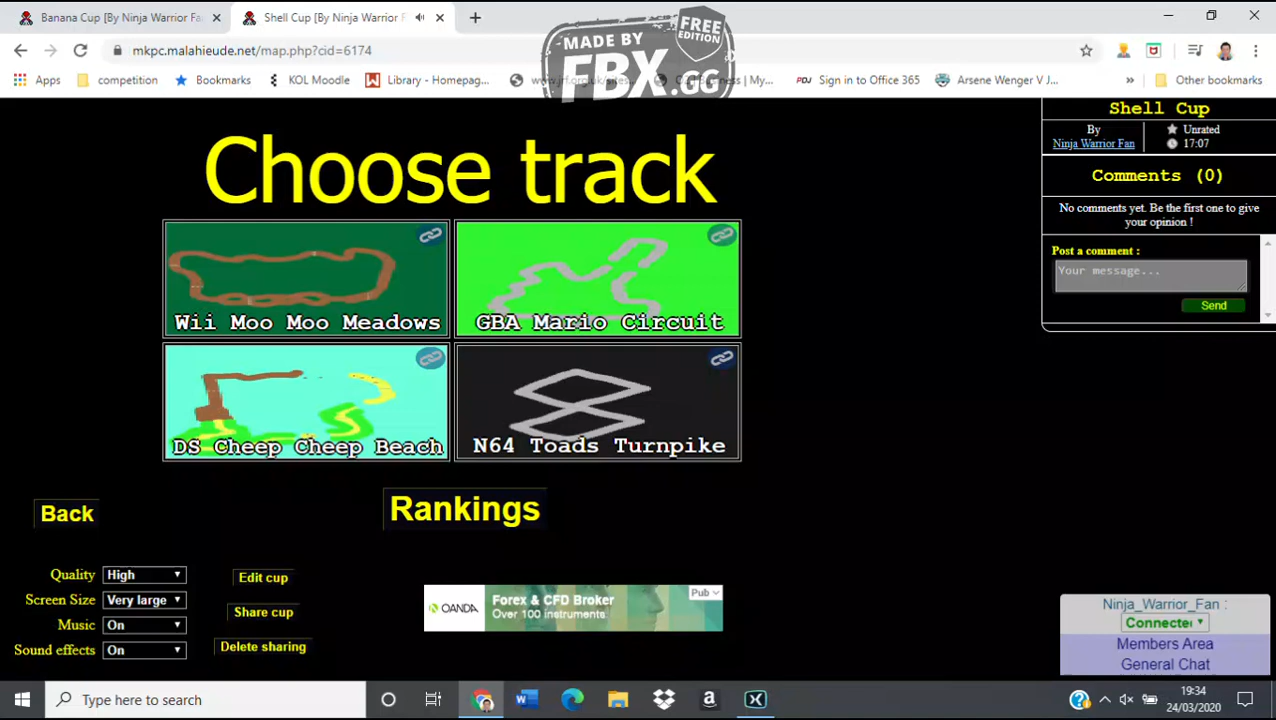 Banana Cup [By Ninja Warrior Fa
Shell Cup [By Ninja Warrior F
MADE BY
FBX.GG
FREE
EDITION
mkpc.malahieude.net/map.php?cid=6174
Apps
competition
Bookmarks
KOL Moodle
Library - Homepag...
PDJ
Sign in to Office 365
Arsene Wenger V J...
»
Other bookmarks
Choose track
Wii Moo Moo Meadows
GBA Mario Circuit
DS Cheep Cheep Beach
N64 Toads Turnpike
Back
Rankings
Quality High
Screen Size Very large
Music On
Sound effects On
Edit cup
Share cup
Delete sharing
OANDA
Forex & CFD Broker
Over 100 instruments.
Pub
Shell Cup
By
Ninja Warrior Fan
Unrated
17:07
Comments (0)
No comments yet. Be the first one to give
your opinion !
Post a comment :
Your message...
Send
Ninja_Warrior_Fan :
Connecte
Members Area
General Chat
Type here to search
19:34
24/03/2020